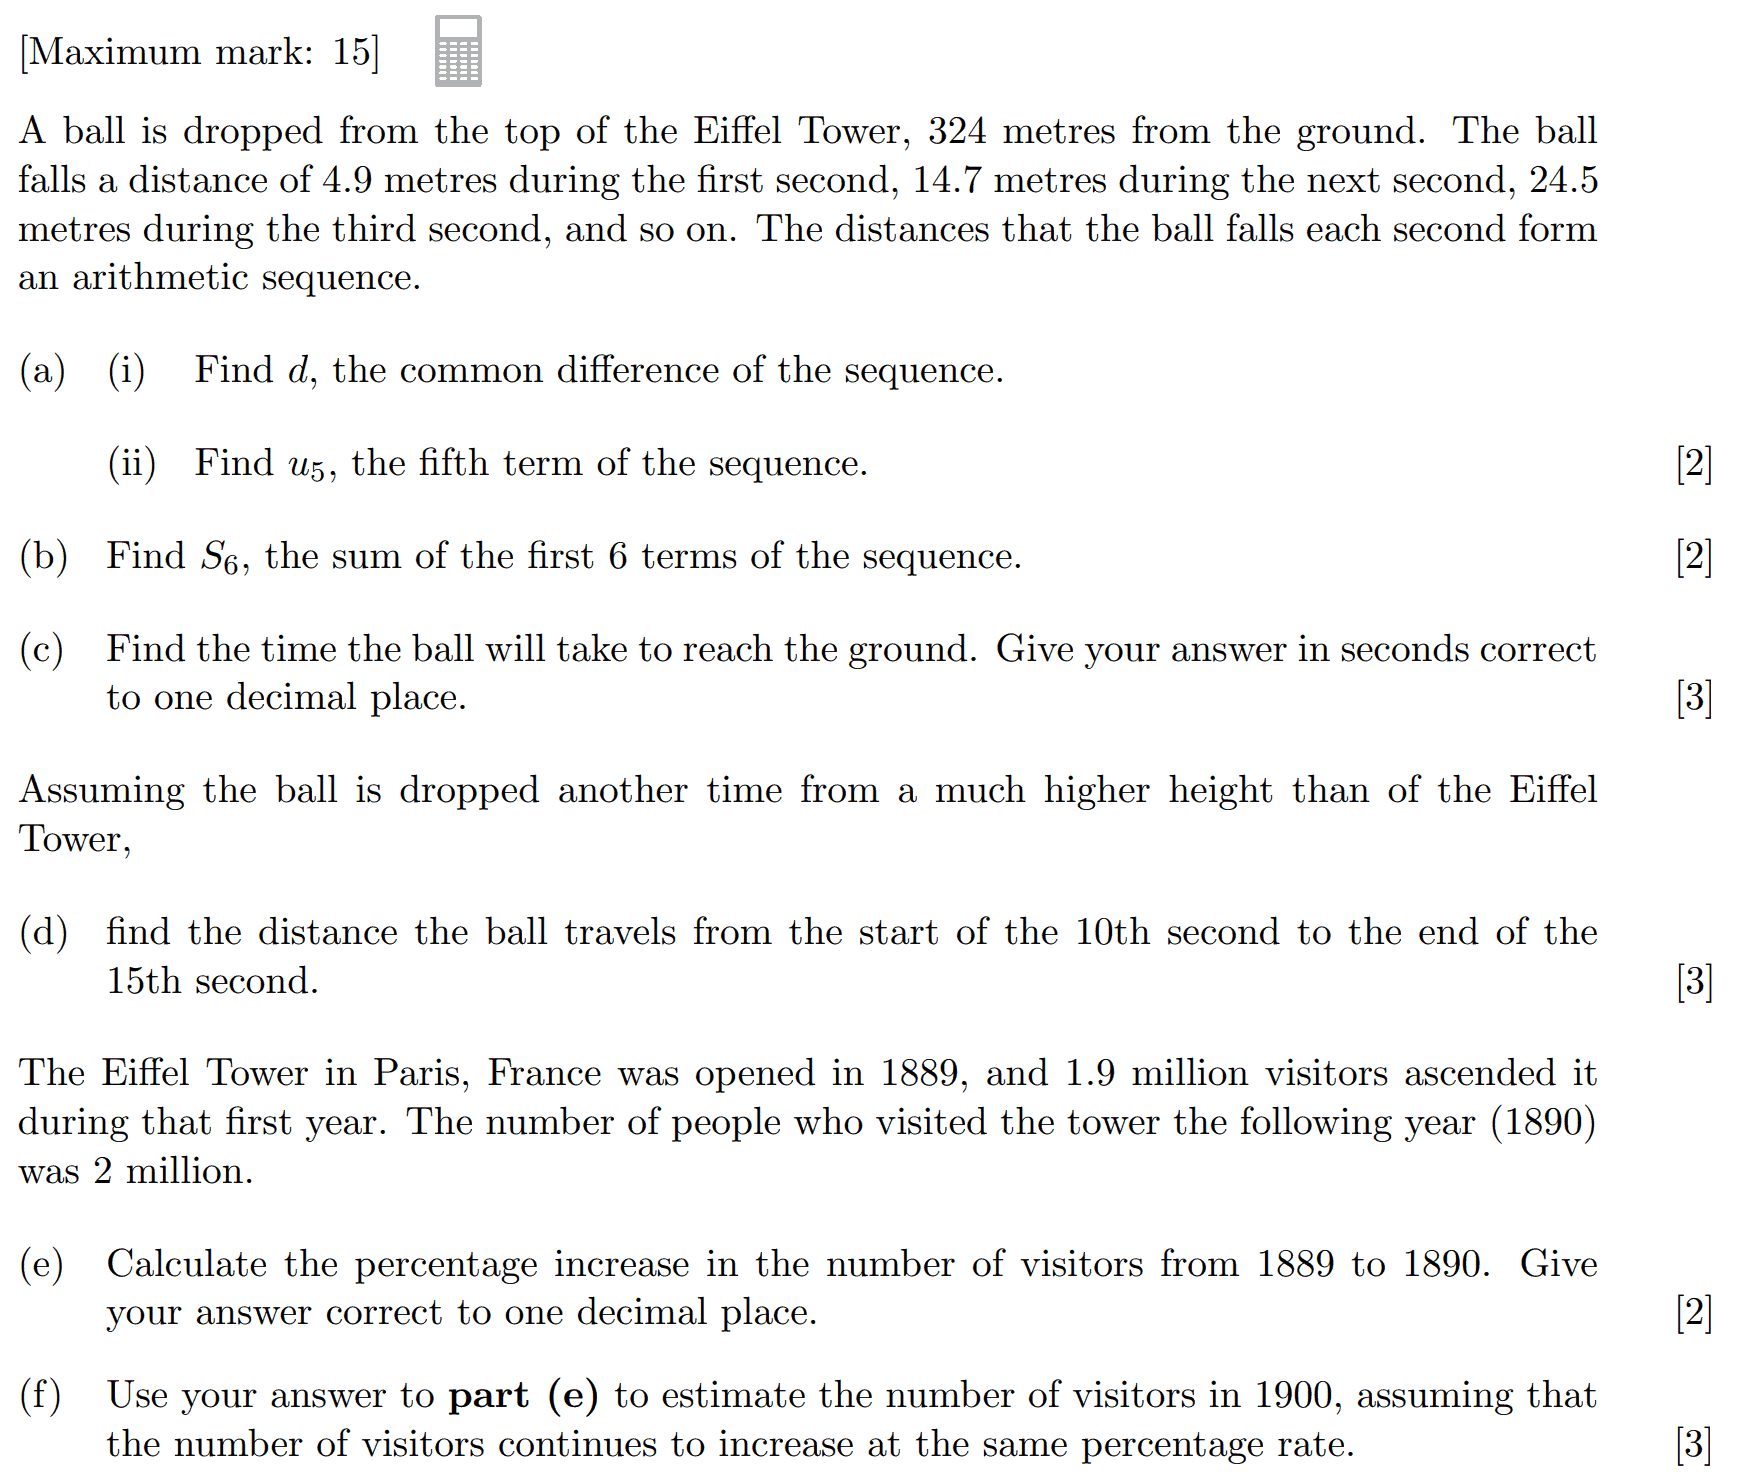 [Maximum mark: 15]
A ball is dropped from the top of the Eiffel Tower, 324 metres from the ground. The ball
falls a distance of 4.9 metres during the first second, 14.7 metres during the next second, 24.5
metres during the third second, and so on. The distances that the ball falls each second form
an arithmetic sequence.
(a) (i) Find d, the common difference of the sequence.
(ii) Find u₅, the fifth term of the sequence. [2]
(b) Find S₆, the sum of the first 6 terms of the sequence. [2]
(c) Find the time the ball will take to reach the ground. Give your answer in seconds correct
to one decimal place. [3]
Assuming the ball is dropped another time from a much higher height than of the Eiffel
Tower,
(d) find the distance the ball travels from the start of the 10th second to the end of the
15th second. [3]
The Eiffel Tower in Paris, France was opened in 1889, and 1.9 million visitors ascended it
during that first year. The number of people who visited the tower the following year (1890)
was 2 million.
(e) Calculate the percentage increase in the number of visitors from 1889 to 1890. Give
your answer correct to one decimal place. [2]
(f) Use your answer to part (e) to estimate the number of visitors in 1900, assuming that
the number of visitors continues to increase at the same percentage rate. [3]